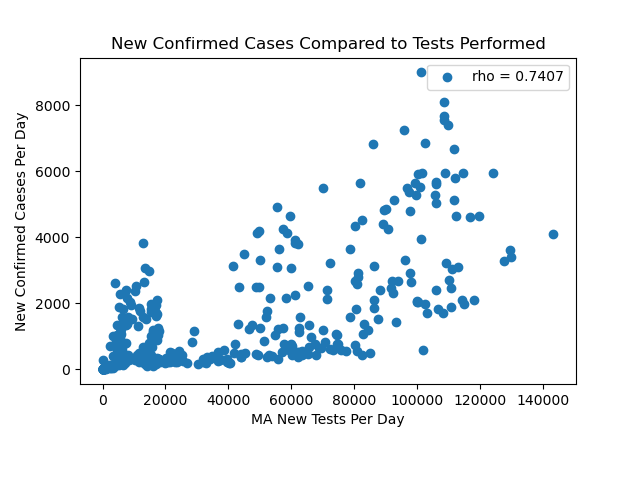 New Confirmed Cases Compared to Tests Performed
rho = 0.7407
8000
6000
4000
2000
0
New Confirmed Caeses Per Day
0 20000 40000 60000 80000 100000 120000 140000
MA New Tests Per Day